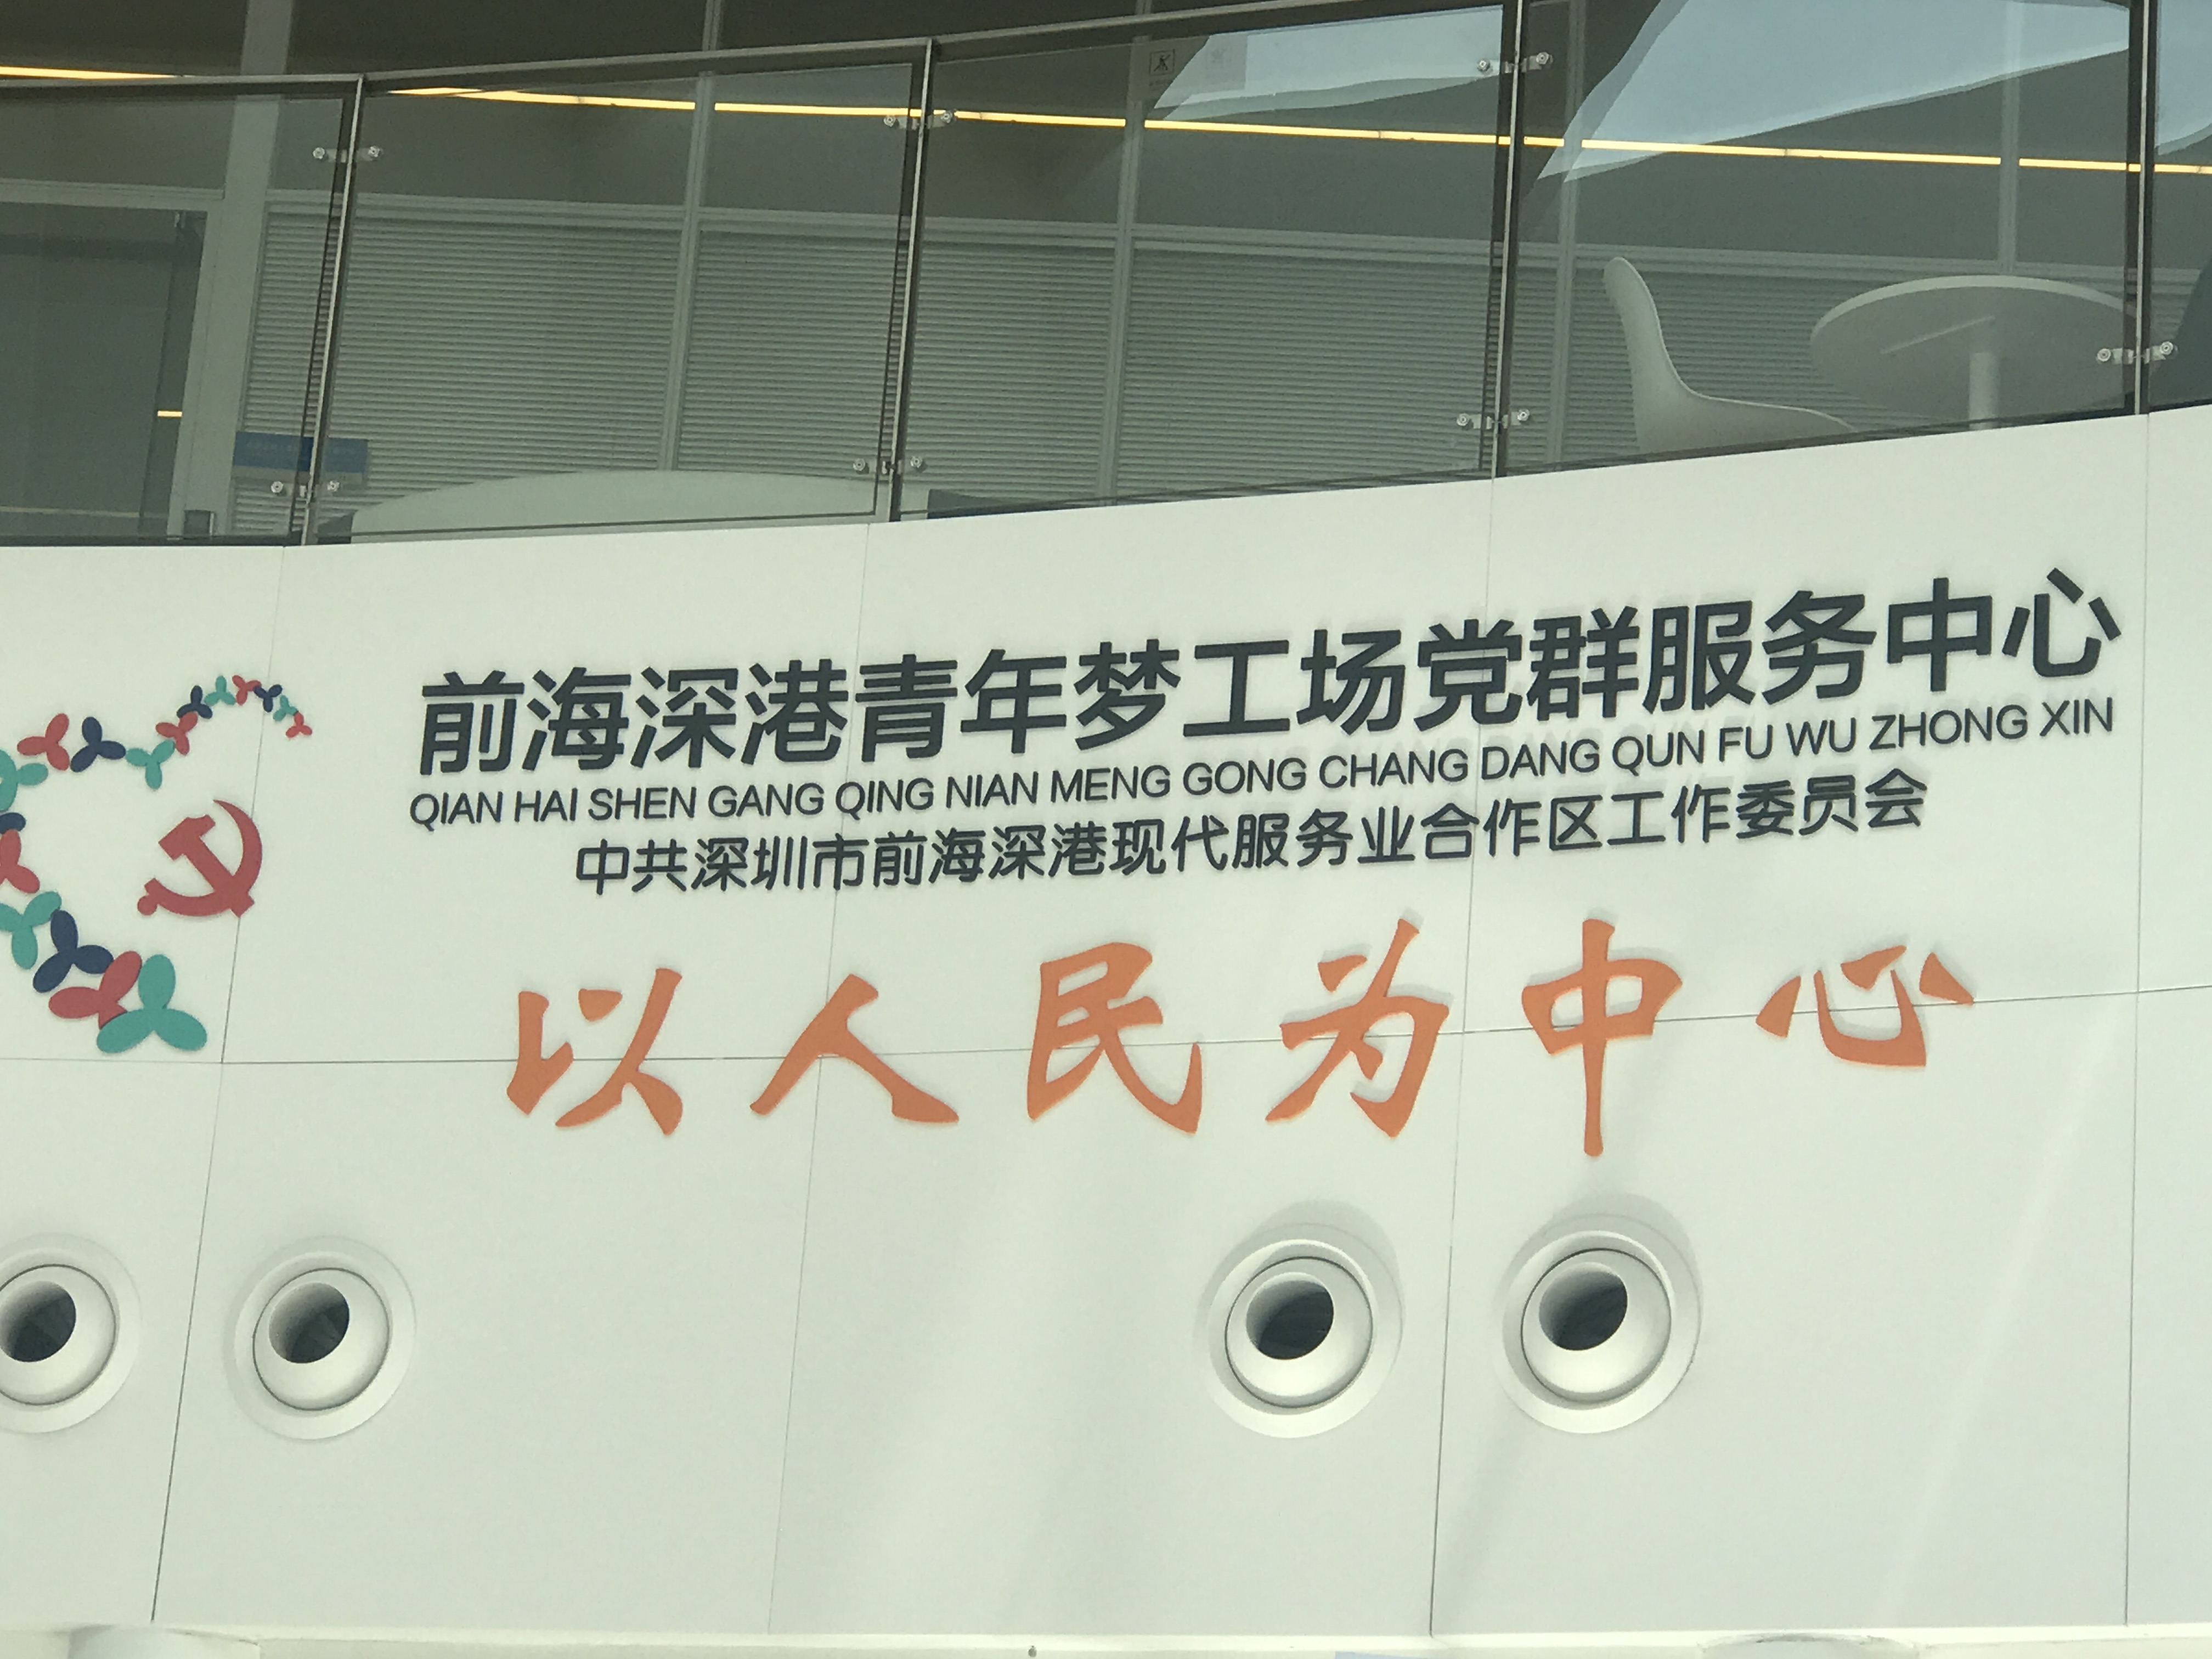 前海深港青年梦工场党群服务中心
QIAN HAI SHEN GANG QING NIAN MENG GONG CHANG DANG QUN FU WU ZHONG XIN
中共深圳市前海深港现代服务业合作区工作委员会
以人民为中心